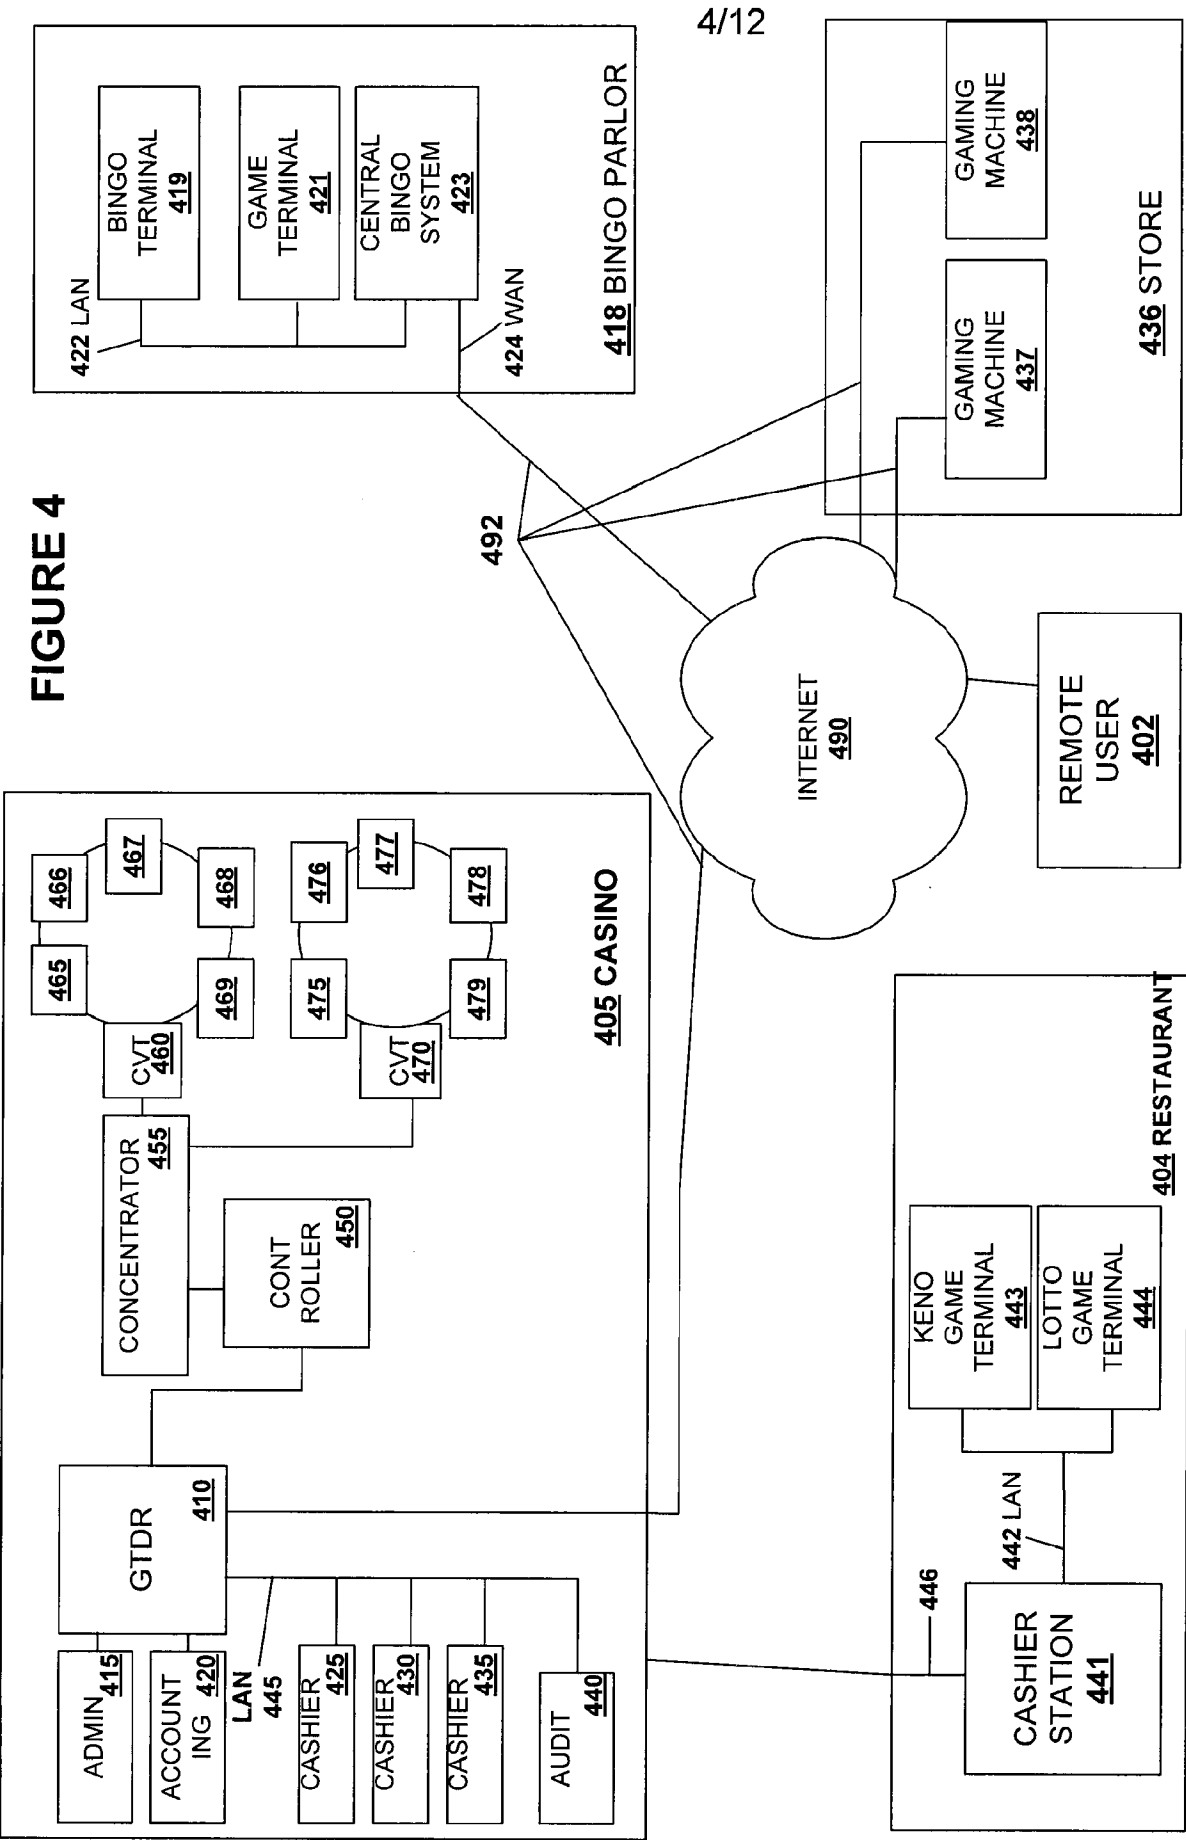 4/12
FIGURE 4
ADMIN
415
ACCOUNT
ING
420
LAN
445
CASHIER
425
CASHIER
430
CASHIER
435
AUDIT
440
GTDR
410
CONCENTRATOR
455
CONT
ROLLER
450
CVT
460
465
466
467
468
469
CVT
470
475
476
477
478
479
405 CASINO
422 LAN
BINGO
TERMINAL
419
GAME
TERMINAL
421
CENTRAL
BINGO
SYSTEM
423
424 WAN
418 BINGO PARLOR
492
INTERNET
490
REMOTE
USER
402
GAMING
MACHINE
437
GAMING
MACHINE
438
436 STORE
446
CASHIER
STATION
441
442 LAN
KENO
GAME
TERMINAL
443
LOTTO
GAME
TERMINAL
444
404 RESTAURANT